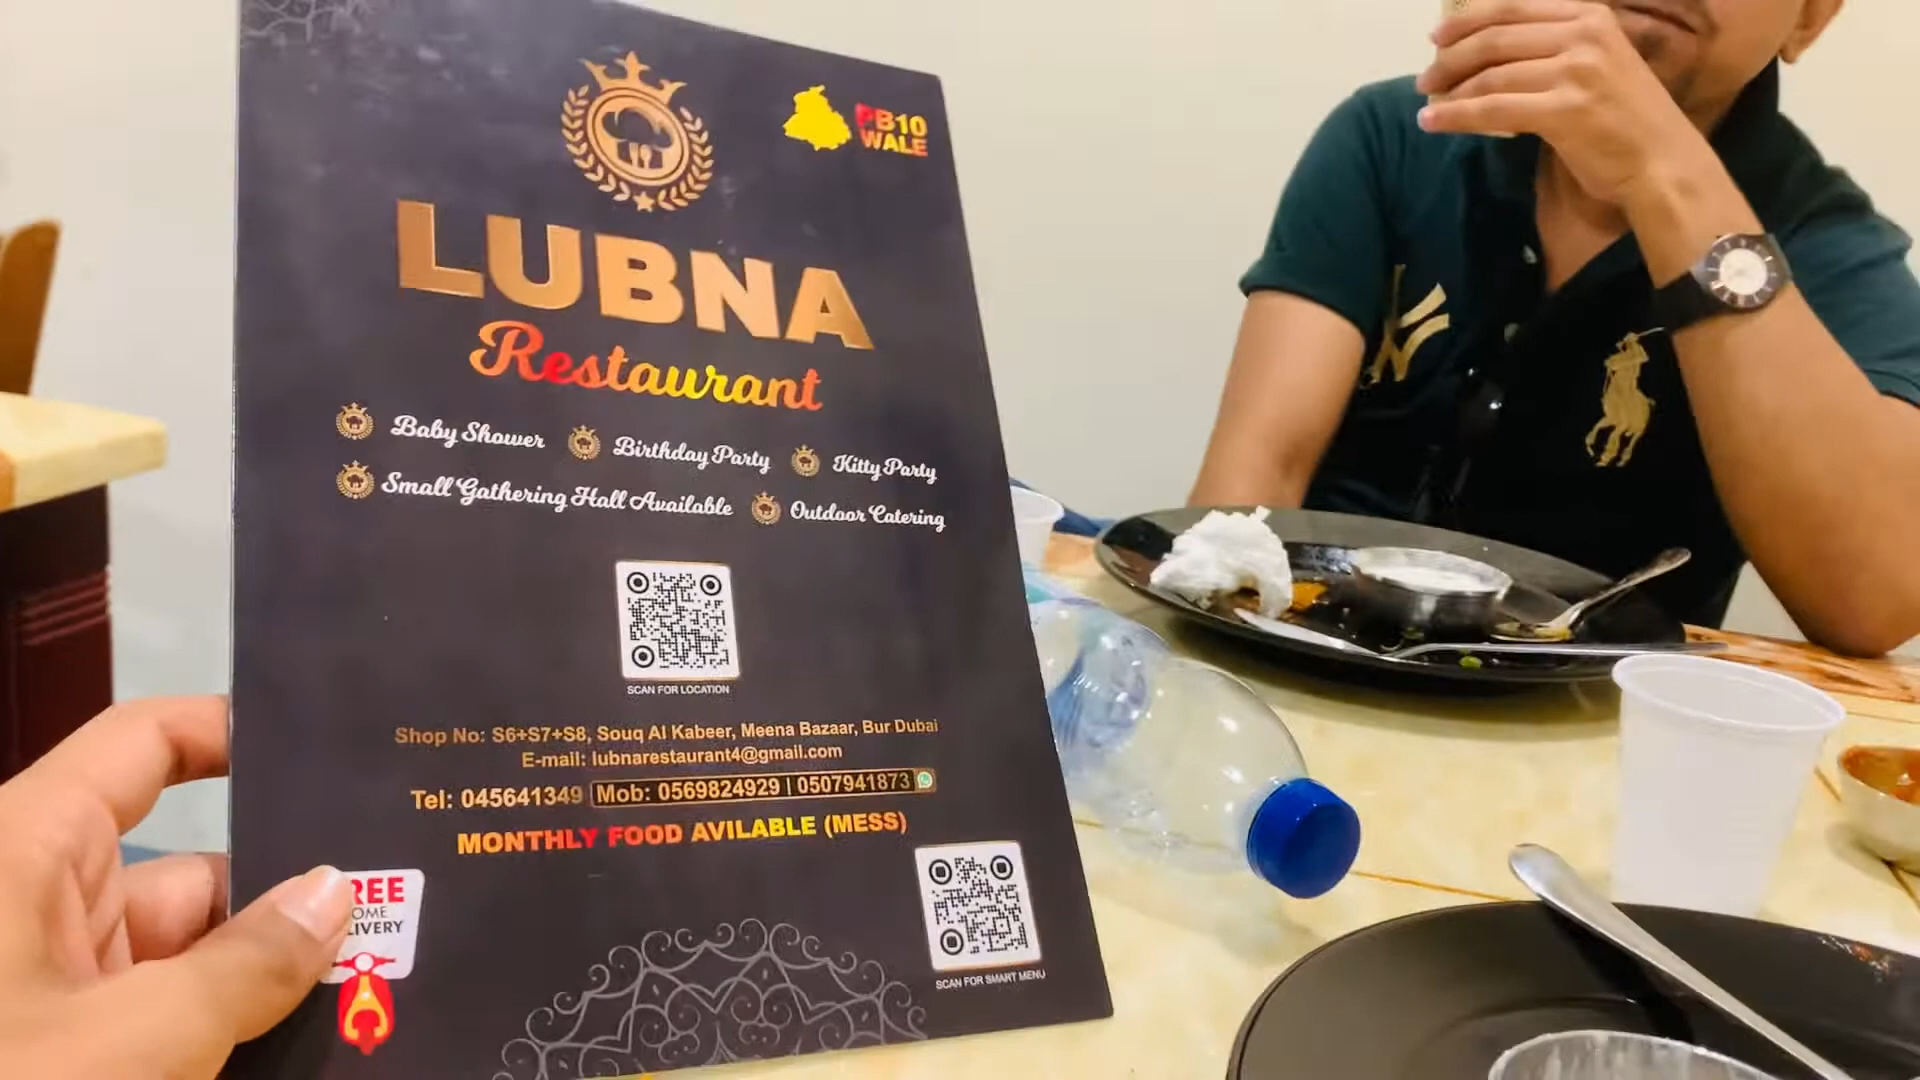 PB10
WALE
LUBNA
Restaurant
Baby Shower Birthday Party Kitty Party
Small Gathering Hall Available Outdoor Catering
SCAN FOR LOCATION
Shop No: S6+S7+S8, Souq Al Kabeer, Meena Bazaar, Bur Dubai
E-mail: lubnarestaurant4@gmail.com
Tel: 045641349 Mob: 0569824929 | 0507941873
MONTHLY FOOD AVILABLE (MESS)
REE
OME
LIVERY
SCAN FOR SMART MENU
NY